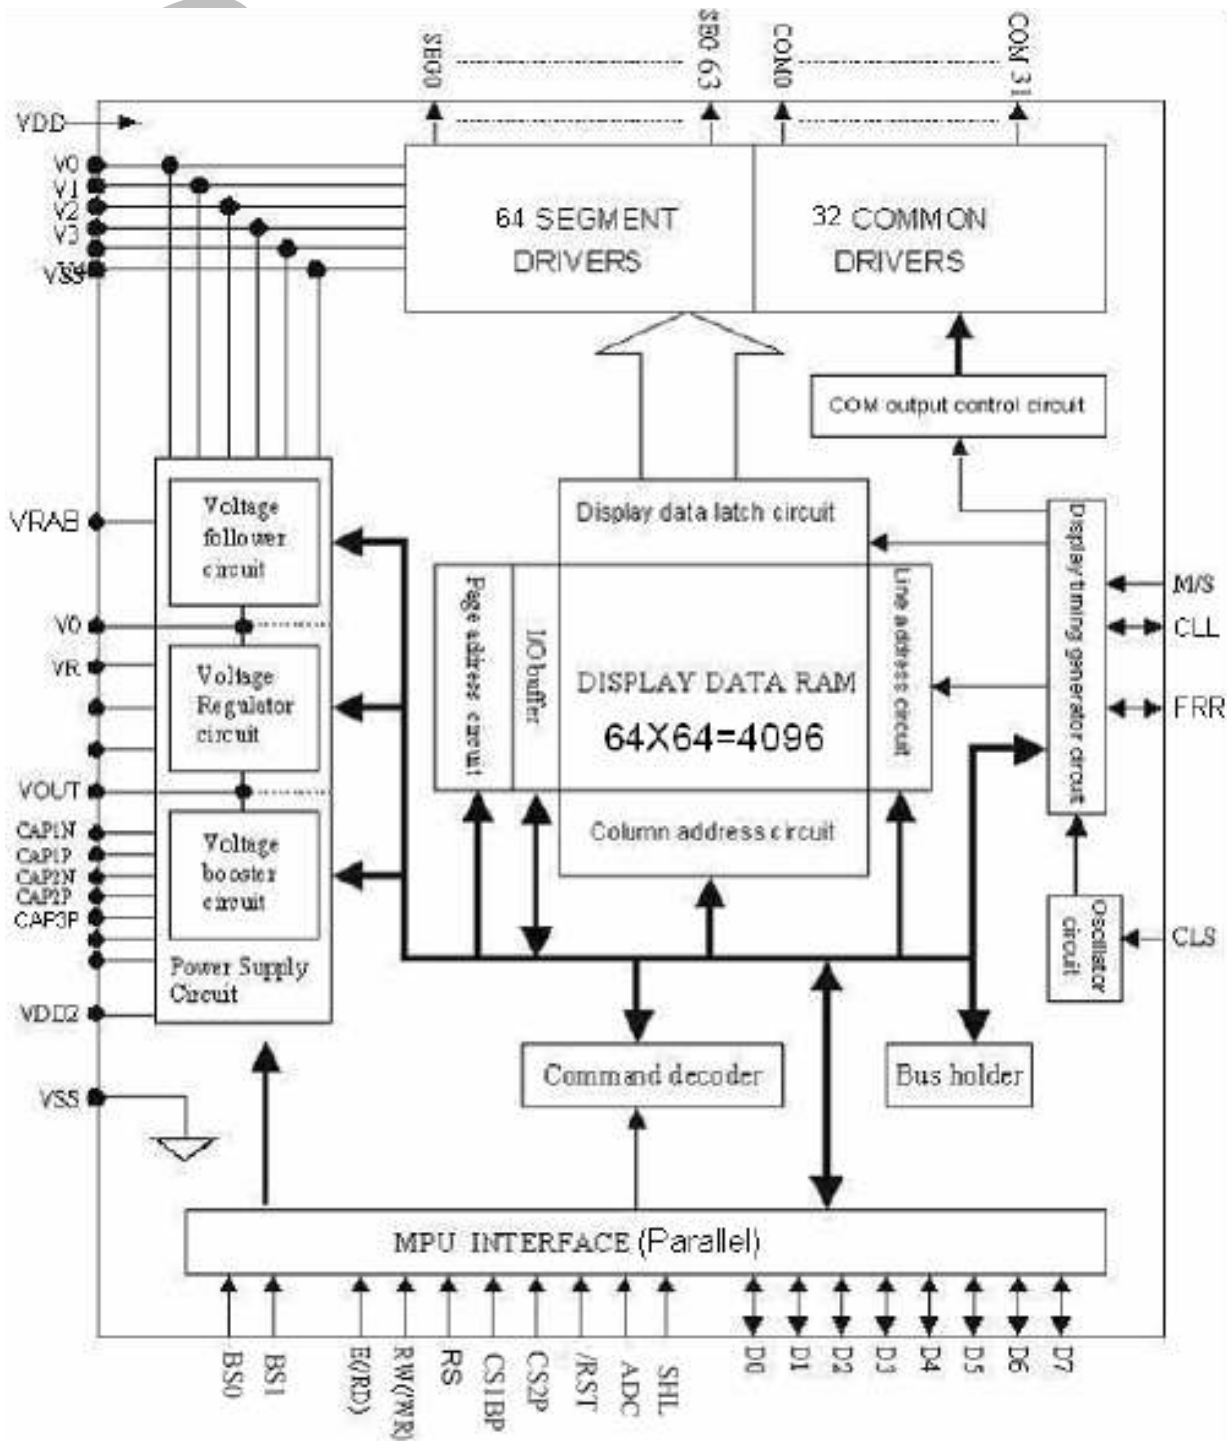 SEG0
SEG 63
COM0
COM 31
VDD
V0
V1
V2
V3
VSS
64 SEGMENT
DRIVERS
32 COMMON
DRIVERS
COM output control circuit
VRAB
Voltage
follower
circuit
Display data latch circuit
Display timing generator circuit
M/S
CLL
FRR
V0
VR
Voltage
Regulator
circuit
Page address circuit
I/O buffer
DISPLAY DATA RAM
64X64=4096
Line address circuit
VOUT
CAP1N
CAP1P
CAP2N
CAP2P
CAP3P
Voltage
booster
circuit
Column address circuit
Oscillator
circuit
CLS
Power Supply
Circuit
VDD2
Command decoder
Bus holder
VSS
MPU INTERFACE (Parallel)
BS0
BS1
E(/RD)
RW(/WR)
RS
CS1BP
CS2P
/RST
ADC
SHL
D0
D1
D2
D3
D4
D5
D6
D7